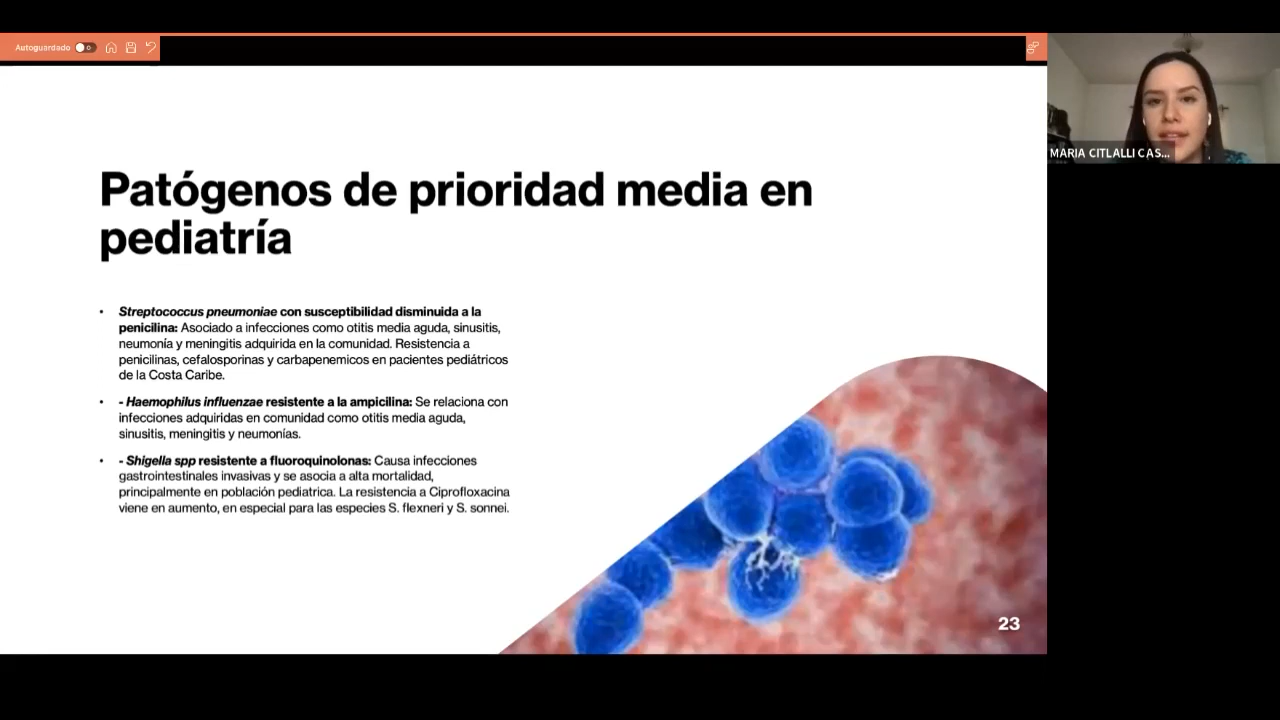 Autoguardado
MARIA CITLALLI CAS...
Patógenos de prioridad media en
pediatría
• Streptococcus pneumoniae con susceptibilidad disminuida a la
penicilina: Asociado a infecciones como otitis media aguda, sinusitis,
neumonía y meningitis adquirida en la comunidad. Resistencia a
penicilinas, cefalosporinas y carbapenemicos en pacientes pediátricos
de la Costa Caribe.
• - Haemophilus influenzae resistente a la ampicilina: Se relaciona con
infecciones adquiridas en comunidad como otitis media aguda,
sinusitis, meningitis y neumonías.
• - Shigella spp resistente a fluoroquinolonas: Causa infecciones
gastrointestinales invasivas y se asocia a alta mortalidad,
principalmente en población pediatrica. La resistencia a Ciprofloxacina
viene en aumento, en especial para las especies S. flexneri y S. sonnei.
23